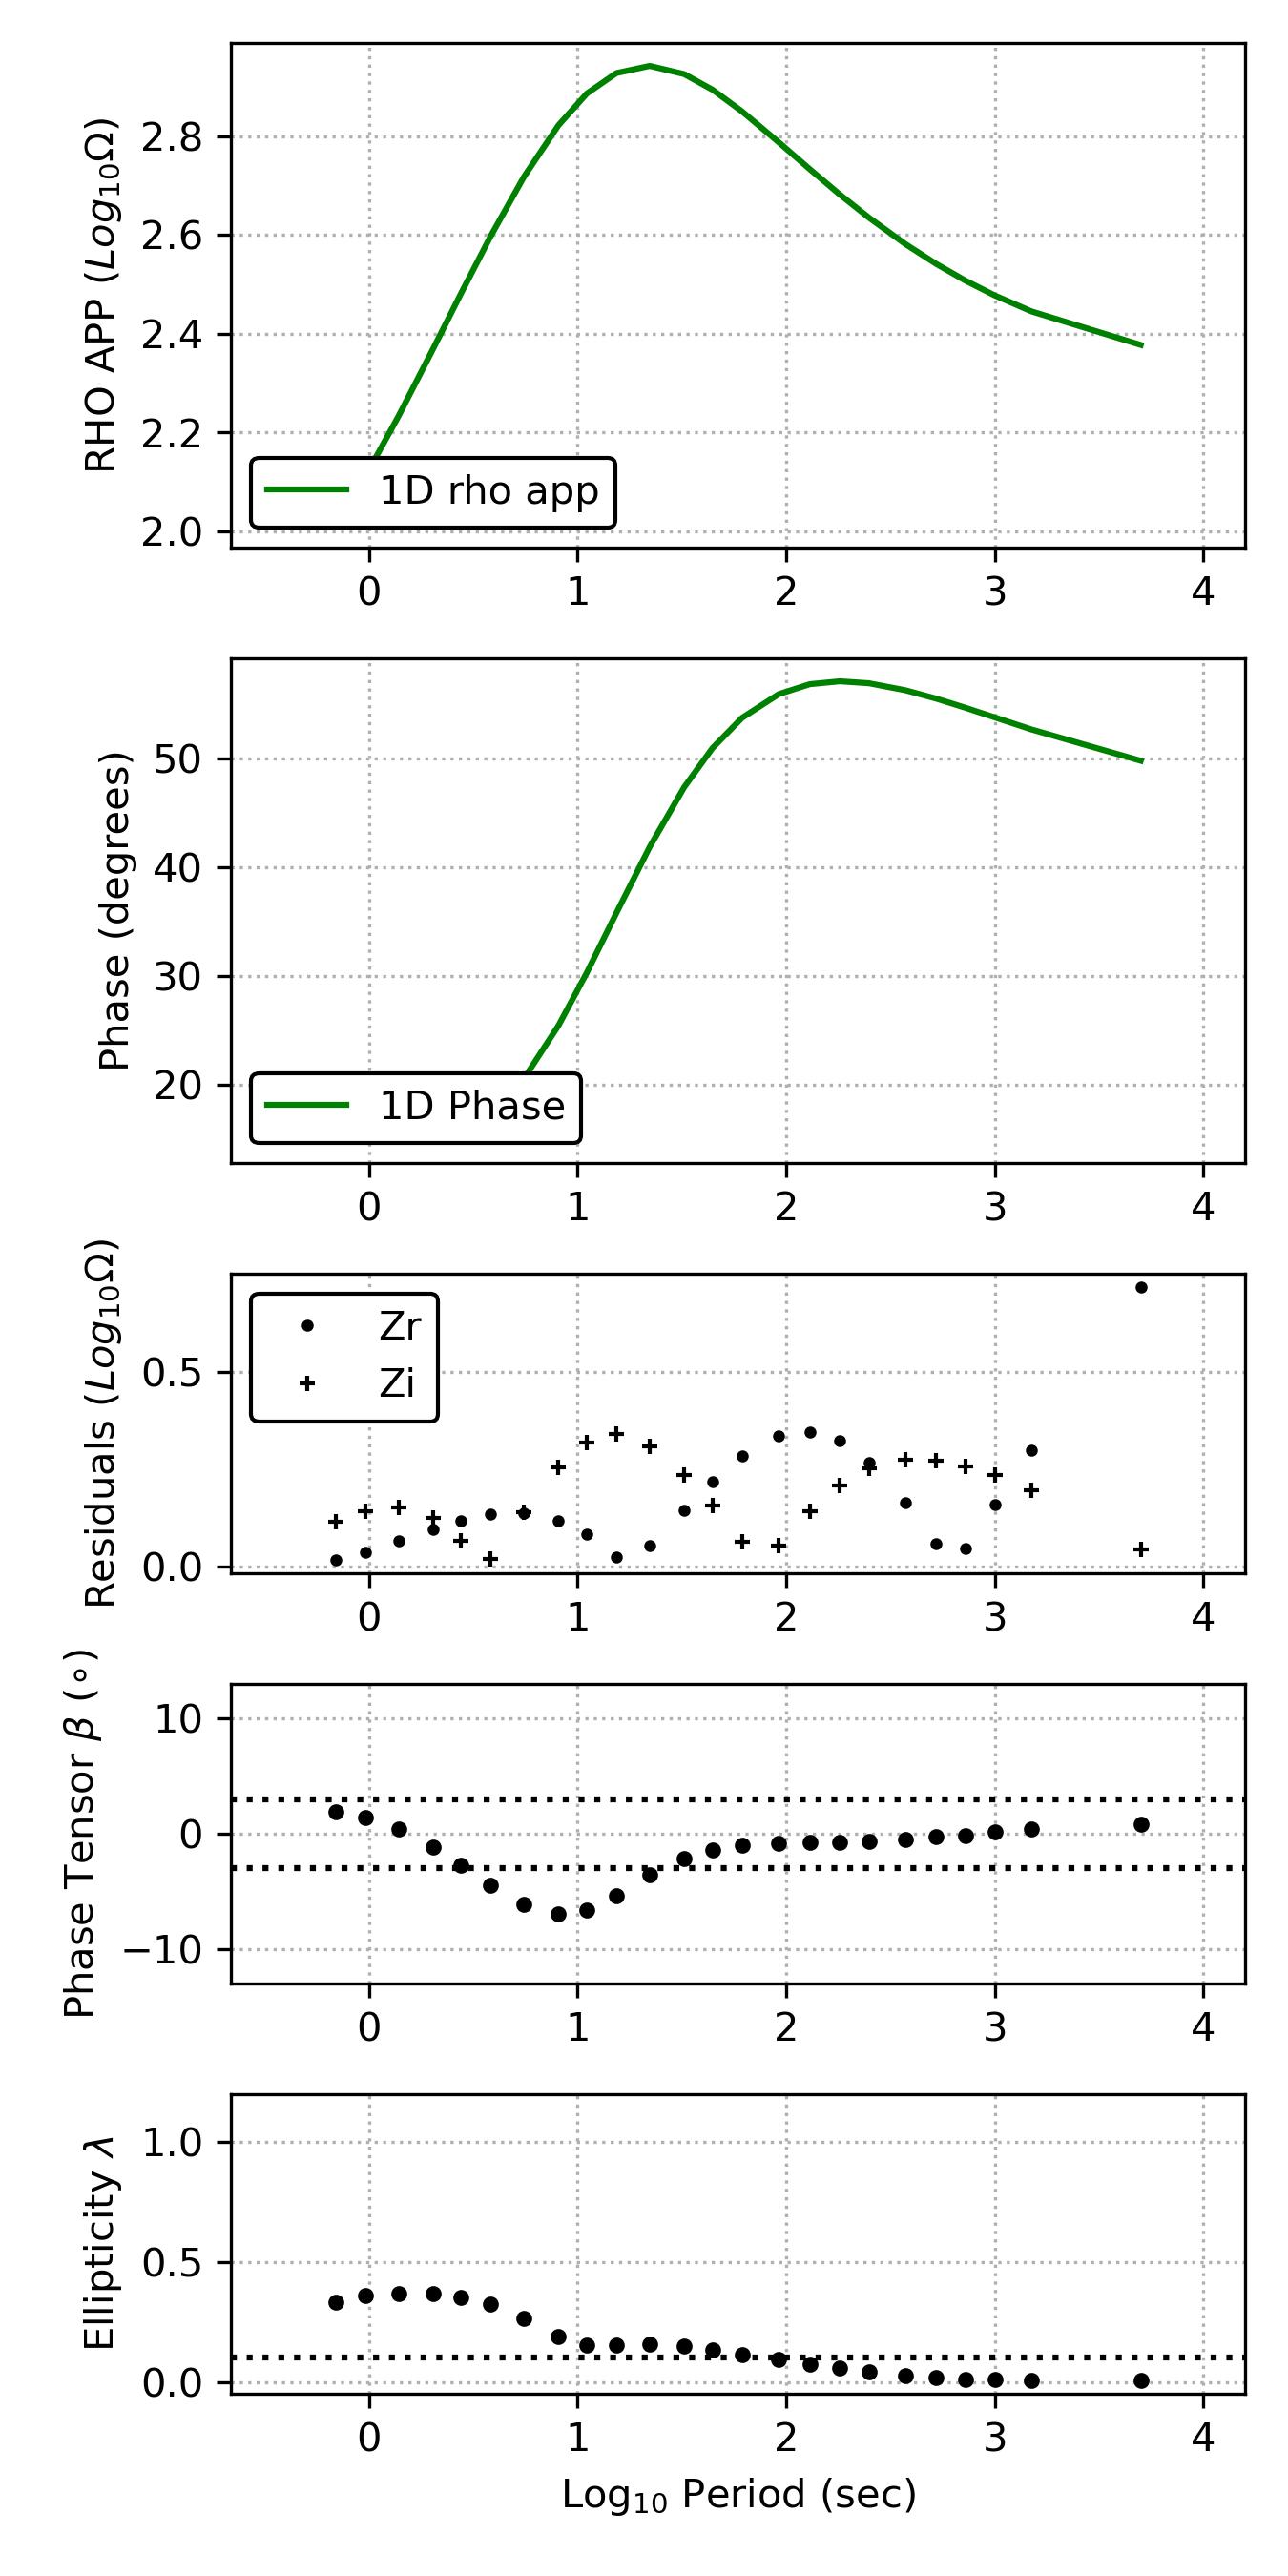 RHO APP (Log₁₀Ω)
2.8
2.6
2.4
2.2
2.0
1D rho app
0 1 2 3 4
Phase (degrees)
50
40
30
20
1D Phase
0 1 2 3 4
Residuals (Log₁₀Ω)
0.5
0.0
Zr
Zi
0 1 2 3 4
Phase Tensor β (∘)
10
0
−10
0 1 2 3 4
Ellipticity λ
1.0
0.5
0.0
0 1 2 3 4
Log₁₀ Period (sec)